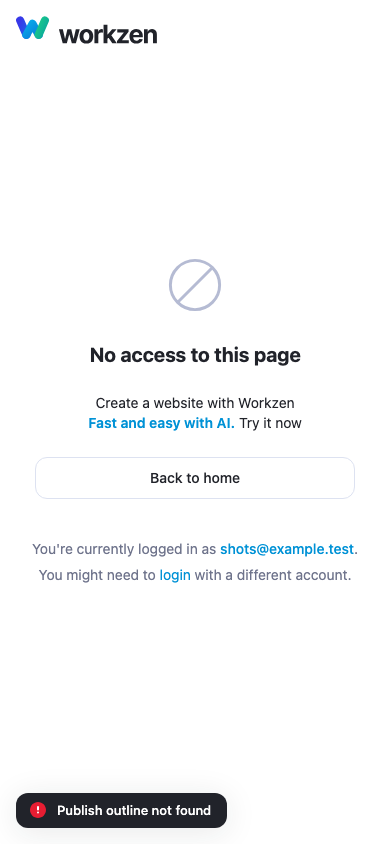 workzen
No access to this page
Create a website with Workzen
Fast and easy with AI. Try it now
Back to home
You're currently logged in as shots@example.test.
You might need to login with a different account.
Publish outline not found